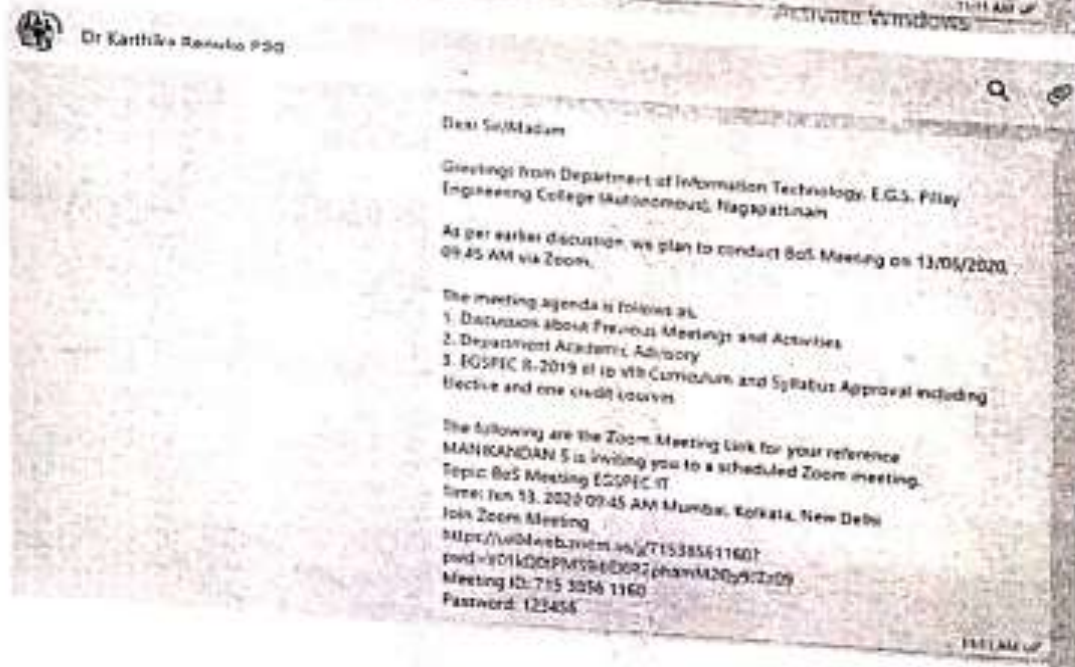 11:11 AM
Activate Windows
Dr Karthika Renuka PSG
Dear Sir/Madam
Greetings from Department of Information Technology, E.G.S. Pillay
Engineering College (Autonomous), Nagapattinam
As per earlier discussion, we plan to conduct BoS Meeting on 13/06/2020,
09:45 AM via Zoom.
The meeting agenda is follows as,
1. Discussion about Previous Meetings and Activities
2. Department Academic Advisory
3. EGSPEC R-2019 to Curriculum and Syllabus Approval including
Elective and one credit courses
The following are the Zoom Meeting Link for your reference
MANIKANDAN S is inviting you to a scheduled Zoom meeting.
Topic: BoS Meeting EGSPEC IT
Time: Jun 13, 2020 09:45 AM Mumbai, Kolkata, New Delhi
Join Zoom Meeting
Meeting ID: 715 3856 1160
Password: 123456
11:11 AM